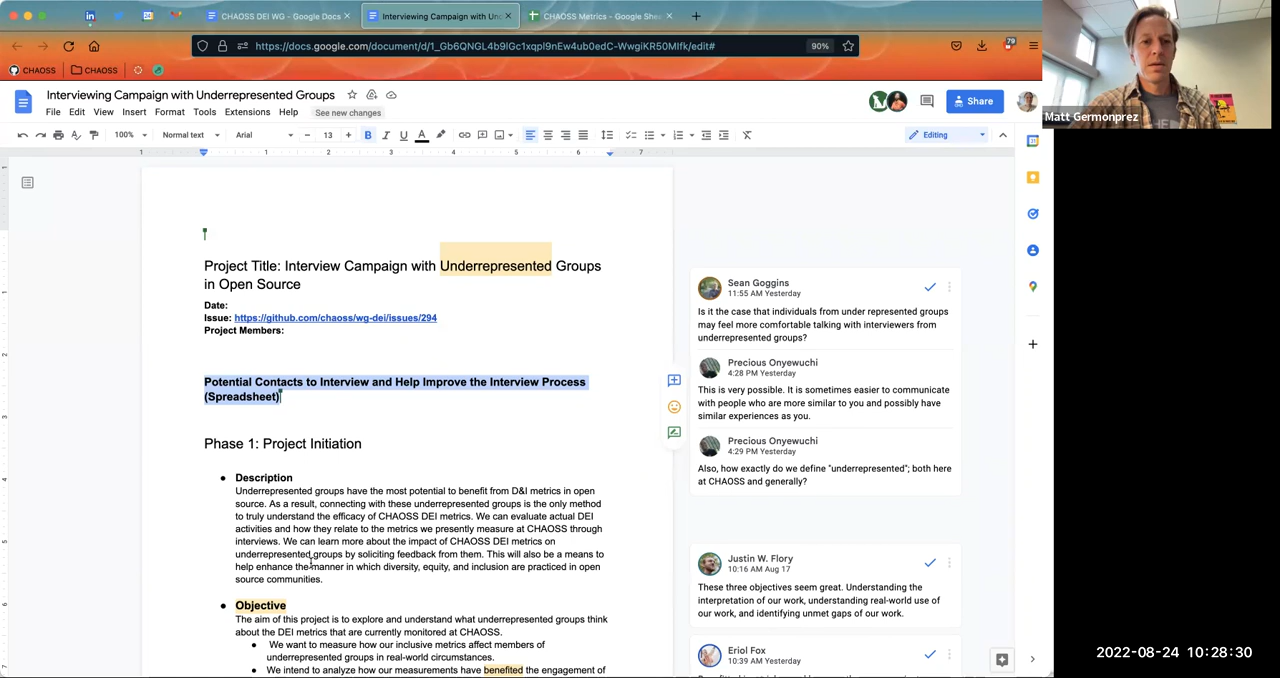 CHAOSS DEI WG - Google Docs
Interviewing Campaign with Und
CHAOSS Metrics - Google Shee
https://docs.google.com/document/d/1_Gb6QNGL4b9IGc1xqpl9nEw4ub0edC-WwgiKR50MIfk/edit#
90%
79
CHAOSS
CHAOSS
Interviewing Campaign with Underrepresented Groups
File Edit View Insert Format Tools Extensions Help
See new changes
Share
100%
Normal text
Arial
13
Editing
Matt Germonprez
Project Title: Interview Campaign with Underrepresented Groups
in Open Source
Date:
Issue: https://github.com/chaoss/wg-dei/issues/294
Project Members:
Potential Contacts to Interview and Help Improve the Interview Process
(Spreadsheet)
Phase 1: Project Initiation
Description
Underrepresented groups have the most potential to benefit from D&I metrics in open
source. As a result, connecting with these underrepresented groups is the only method
to truly understand the efficacy of CHAOSS DEI metrics. We can evaluate actual DEI
activities and how they relate to the metrics we presently measure at CHAOSS through
interviews. We can learn more about the impact of CHAOSS DEI metrics on
underrepresented groups by soliciting feedback from them. This will also be a means to
help enhance the manner in which diversity, equity, and inclusion are practiced in open
source communities.
Objective
The aim of this project is to explore and understand what underrepresented groups think
about the DEI metrics that are currently monitored at CHAOSS.
We want to measure how our inclusive metrics affect members of
underrepresented groups in real-world circumstances.
We intend to analyze how our measurements have benefited the engagement of
Sean Goggins
11:55 AM Yesterday
Is it the case that individuals from under represented groups
may feel more comfortable talking with interviewers from
underrepresented groups?
Precious Onyewuchi
4:28 PM Yesterday
This is very possible. It is sometimes easier to communicate
with people who are more similar to you and possibly have
similar experiences as you.
Precious Onyewuchi
4:29 PM Yesterday
Also, how exactly do we define "underrepresented"; both here
at CHAOSS and generally?
Justin W. Flory
10:16 AM Aug 17
These three objectives seem great. Understanding the
interpretation of our work, understanding real-world use of
our work, and identifying unmet gaps of our work.
Eriol Fox
10:39 AM Yesterday
2022-08-24 10:28:30